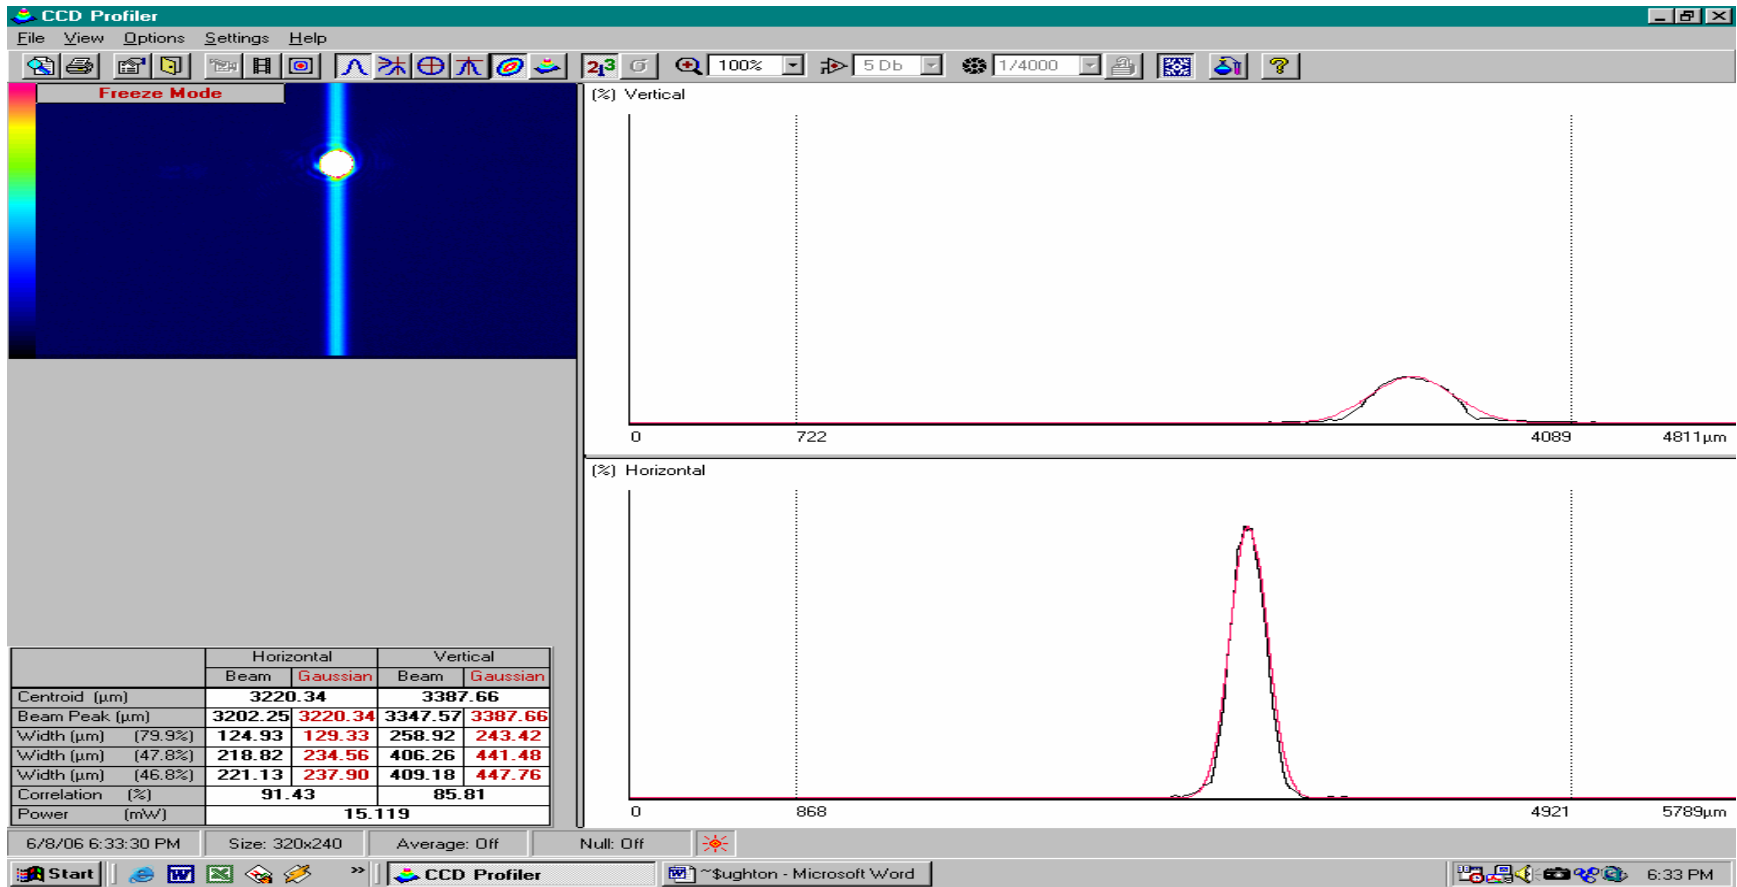 CCD Profiler
File View Options Settings Help
2₁3 σ 100% 5 Db 1/4000 ?
Freeze Mode
(%) Vertical
0 722 4089 4811µm
(%) Horizontal
0 868 4921 5789µm
Horizontal Vertical
Beam Gaussian Beam Gaussian
Centroid (µm) 3220.34 3387.66
Beam Peak (µm) 3202.25 3220.34 3347.57 3387.66
Width (µm) (79.9%) 124.93 129.33 258.92 243.42
Width (µm) (47.8%) 218.82 234.56 406.26 441.48
Width (µm) (46.8%) 221.13 237.90 409.18 447.76
Correlation (%) 91.43 85.81
Power (mW) 15.119
6/8/06 6:33:30 PM Size: 320x240 Average: Off Null: Off
Start » CCD Profiler ~$ughton - Microsoft Word 6:33 PM